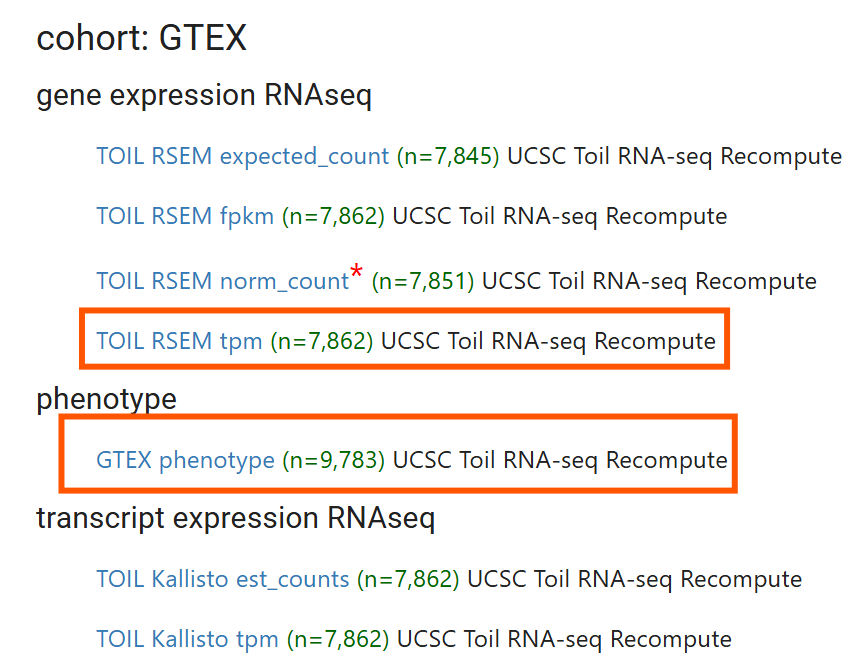 cohort: GTEX
gene expression RNAseq
TOIL RSEM expected_count (n=7,845) UCSC Toil RNA-seq Recompute
TOIL RSEM fpkm (n=7,862) UCSC Toil RNA-seq Recompute
TOIL RSEM norm_count* (n=7,851) UCSC Toil RNA-seq Recompute
TOIL RSEM tpm (n=7,862) UCSC Toil RNA-seq Recompute
phenotype
GTEX phenotype (n=9,783) UCSC Toil RNA-seq Recompute
transcript expression RNAseq
TOIL Kallisto est_counts (n=7,862) UCSC Toil RNA-seq Recompute
TOIL Kallisto tpm (n=7,862) UCSC Toil RNA-seq Recompute